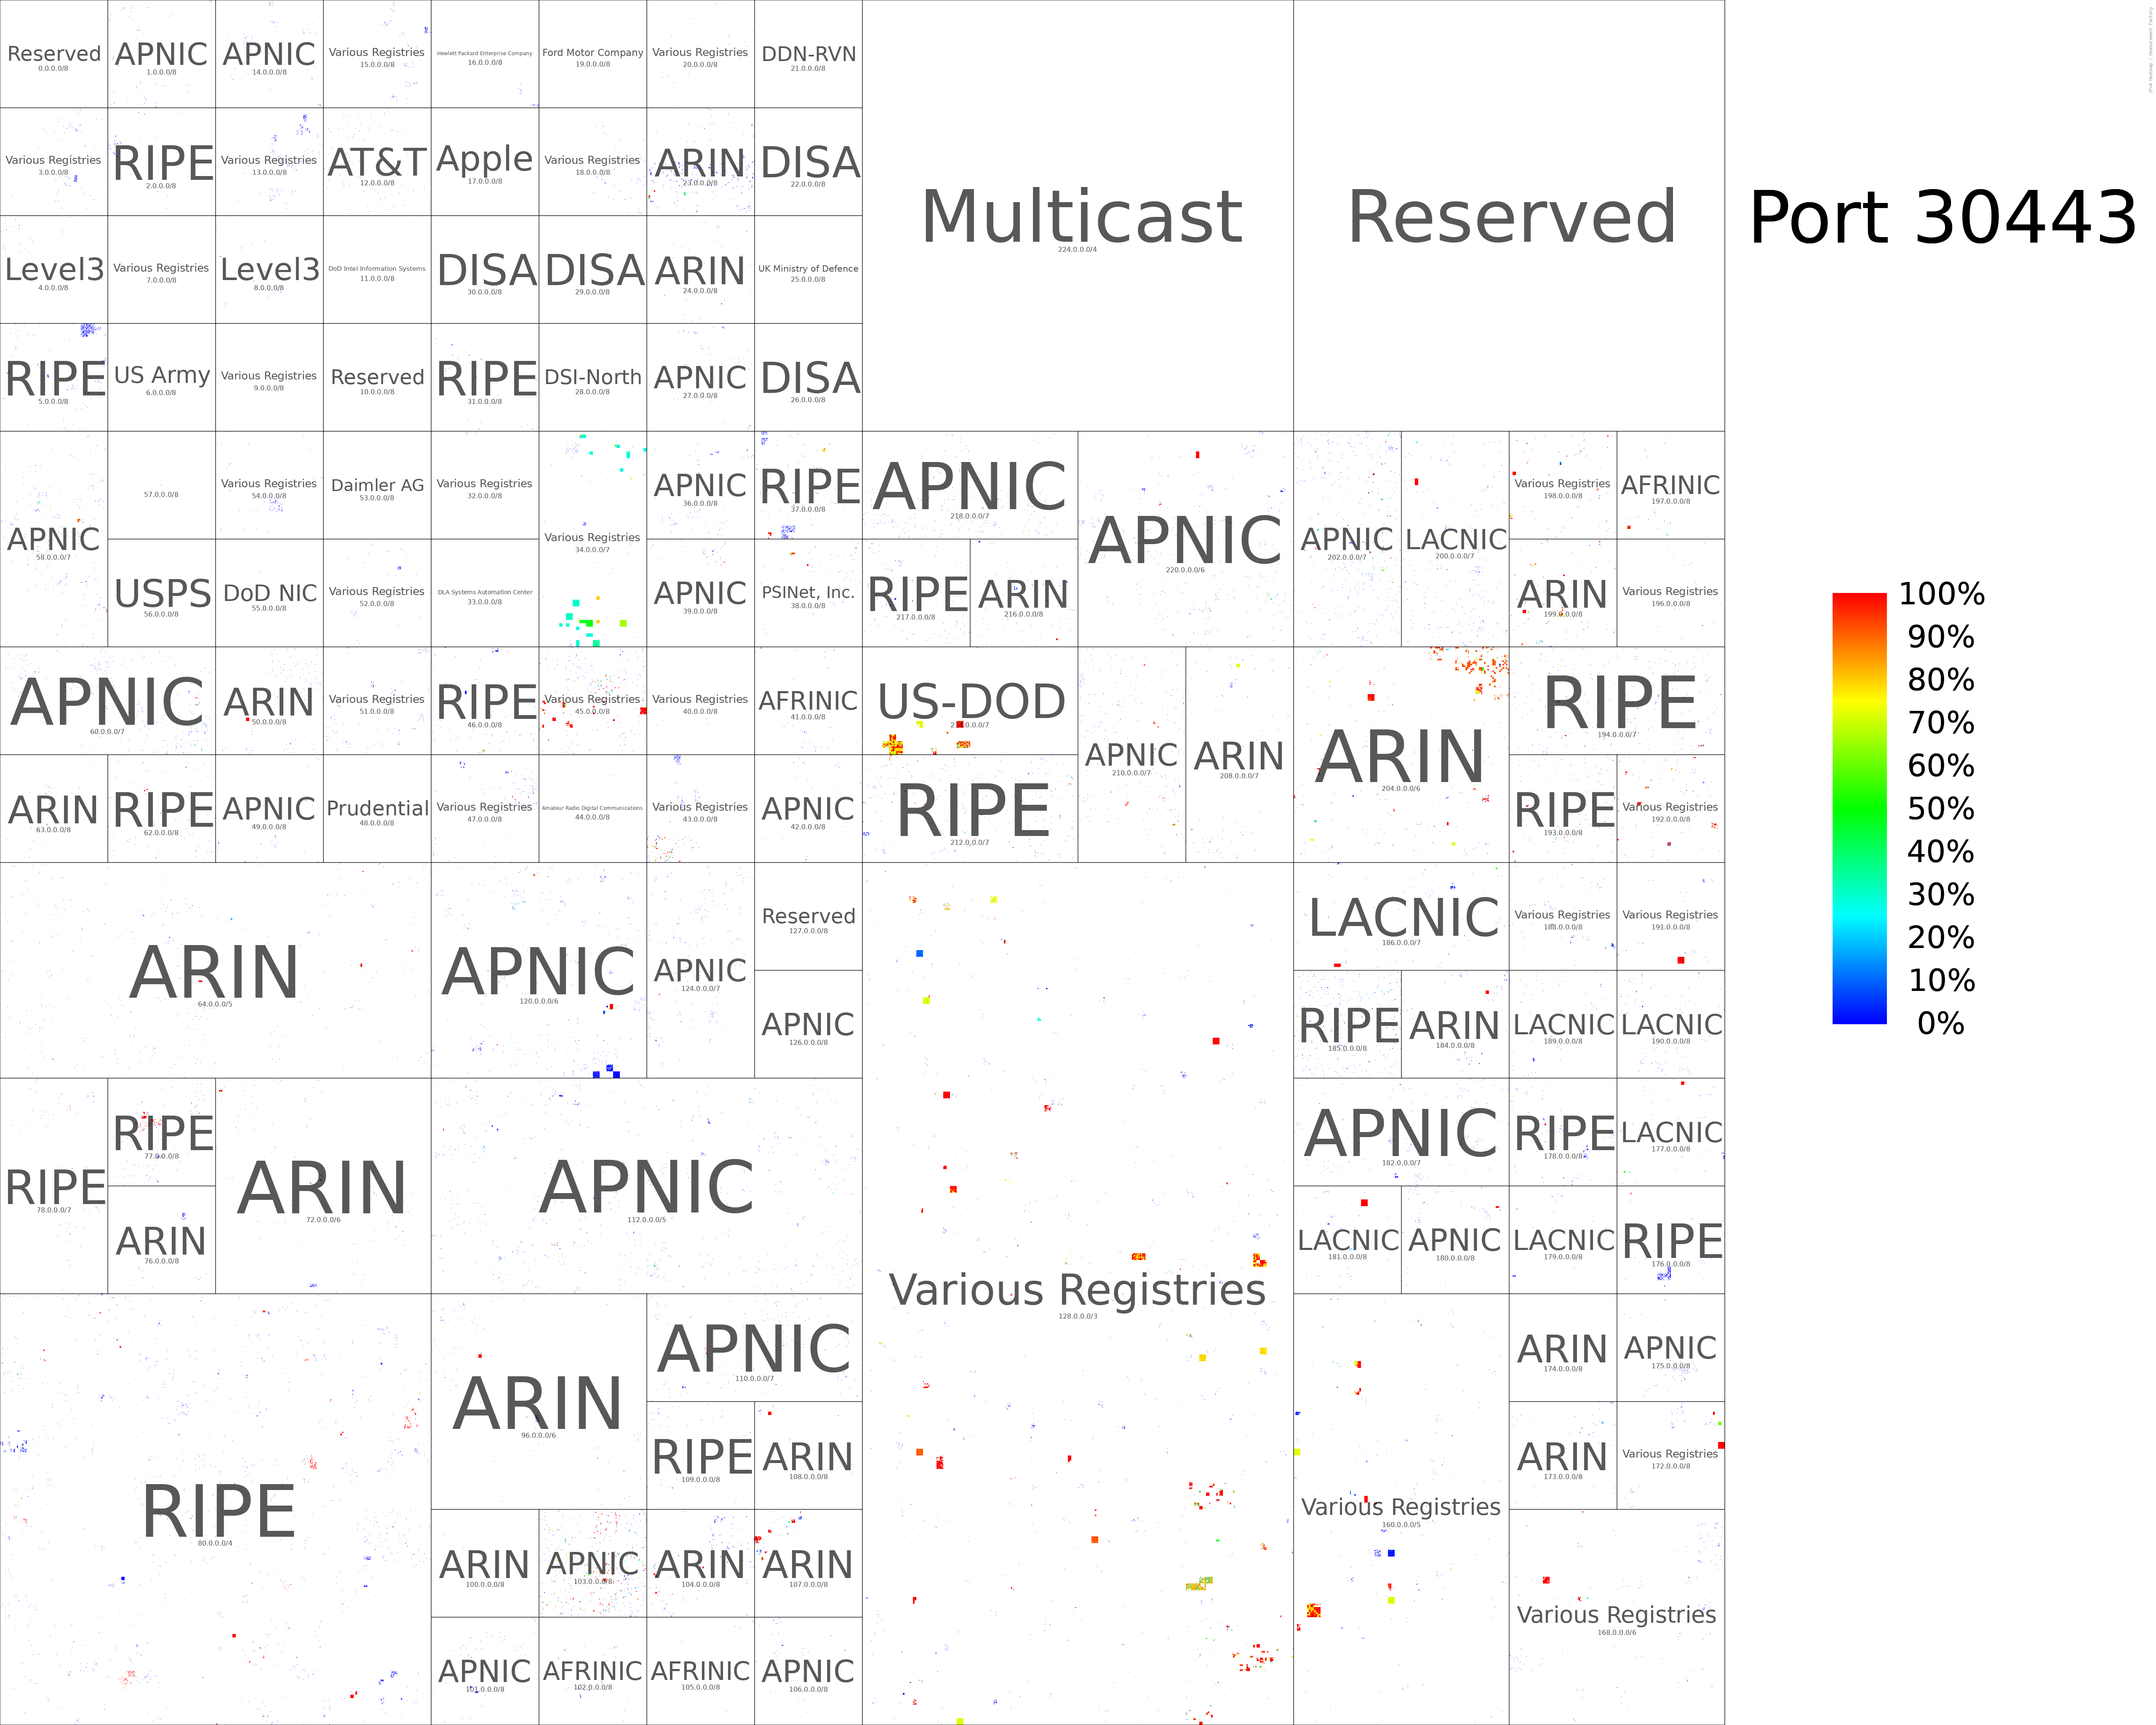 Reserved
0.0.0.0/8
APNIC
1.0.0.0/8
APNIC
14.0.0.0/8
Various Registries
15.0.0.0/8
Hewlett Packard Enterprise Company
16.0.0.0/8
Ford Motor Company
19.0.0.0/8
Various Registries
20.0.0.0/8
DDN-RVN
21.0.0.0/8
Various Registries
3.0.0.0/8
RIPE
2.0.0.0/8
Various Registries
13.0.0.0/8
AT&T
12.0.0.0/8
Apple
17.0.0.0/8
Various Registries
18.0.0.0/8
ARIN
23.0.0.0/8
DISA
22.0.0.0/8
Multicast
224.0.0.0/4
Reserved
Port 30443
Level3
4.0.0.0/8
Various Registries
7.0.0.0/8
Level3
8.0.0.0/8
DoD Intel Information Systems
11.0.0.0/8
DISA
30.0.0.0/8
DISA
29.0.0.0/8
ARIN
24.0.0.0/8
UK Ministry of Defence
25.0.0.0/8
RIPE
5.0.0.0/8
US Army
6.0.0.0/8
Various Registries
9.0.0.0/8
Reserved
10.0.0.0/8
RIPE
31.0.0.0/8
DSI-North
28.0.0.0/8
APNIC
27.0.0.0/8
DISA
26.0.0.0/8
APNIC
58.0.0.0/7
57.0.0.0/8
Various Registries
54.0.0.0/8
Daimler AG
53.0.0.0/8
Various Registries
32.0.0.0/8
Various Registries
34.0.0.0/7
APNIC
36.0.0.0/8
RIPE
37.0.0.0/8
APNIC
218.0.0.0/7
APNIC
220.0.0.0/6
APNIC
202.0.0.0/7
LACNIC
200.0.0.0/7
Various Registries
198.0.0.0/8
AFRINIC
197.0.0.0/8
USPS
56.0.0.0/8
DoD NIC
55.0.0.0/8
Various Registries
52.0.0.0/8
DLA Systems Automation Center
33.0.0.0/8
APNIC
39.0.0.0/8
PSINet, Inc.
38.0.0.0/8
RIPE
217.0.0.0/8
ARIN
216.0.0.0/8
ARIN
199.0.0.0/8
Various Registries
196.0.0.0/8
APNIC
60.0.0.0/7
ARIN
50.0.0.0/8
Various Registries
51.0.0.0/8
RIPE
46.0.0.0/8
Various Registries
45.0.0.0/8
Various Registries
40.0.0.0/8
AFRINIC
41.0.0.0/8
US-DOD
APNIC
210.0.0.0/7
ARIN
208.0.0.0/7
ARIN
204.0.0.0/6
RIPE
194.0.0.0/7
ARIN
63.0.0.0/8
RIPE
62.0.0.0/8
APNIC
49.0.0.0/8
Prudential
48.0.0.0/8
Various Registries
47.0.0.0/8
Amateur Radio Digital Communications
44.0.0.0/8
Various Registries
43.0.0.0/8
APNIC
42.0.0.0/8
RIPE
212.0.0.0/7
RIPE
193.0.0.0/8
Various Registries
192.0.0.0/8
100%
90%
80%
70%
60%
50%
40%
30%
20%
10%
0%
ARIN
64.0.0.0/5
APNIC
120.0.0.0/6
APNIC
124.0.0.0/7
Reserved
127.0.0.0/8
APNIC
126.0.0.0/8
LACNIC
186.0.0.0/7
Various Registries
188.0.0.0/8
Various Registries
191.0.0.0/8
RIPE
185.0.0.0/8
ARIN
184.0.0.0/8
LACNIC
189.0.0.0/8
LACNIC
190.0.0.0/8
RIPE
78.0.0.0/7
RIPE
77.0.0.0/8
ARIN
76.0.0.0/8
ARIN
72.0.0.0/6
APNIC
112.0.0.0/5
Various Registries
128.0.0.0/3
APNIC
182.0.0.0/7
RIPE
178.0.0.0/8
LACNIC
177.0.0.0/8
LACNIC
181.0.0.0/8
APNIC
180.0.0.0/8
LACNIC
179.0.0.0/8
RIPE
176.0.0.0/8
RIPE
80.0.0.0/4
ARIN
96.0.0.0/6
APNIC
110.0.0.0/7
RIPE
109.0.0.0/8
ARIN
108.0.0.0/8
Various Registries
160.0.0.0/5
ARIN
174.0.0.0/8
APNIC
175.0.0.0/8
ARIN
173.0.0.0/8
Various Registries
172.0.0.0/8
ARIN
100.0.0.0/8
APNIC
103.0.0.0/8
ARIN
104.0.0.0/8
ARIN
107.0.0.0/8
APNIC
101.0.0.0/8
AFRINIC
102.0.0.0/8
AFRINIC
105.0.0.0/8
APNIC
106.0.0.0/8
Various Registries
168.0.0.0/6